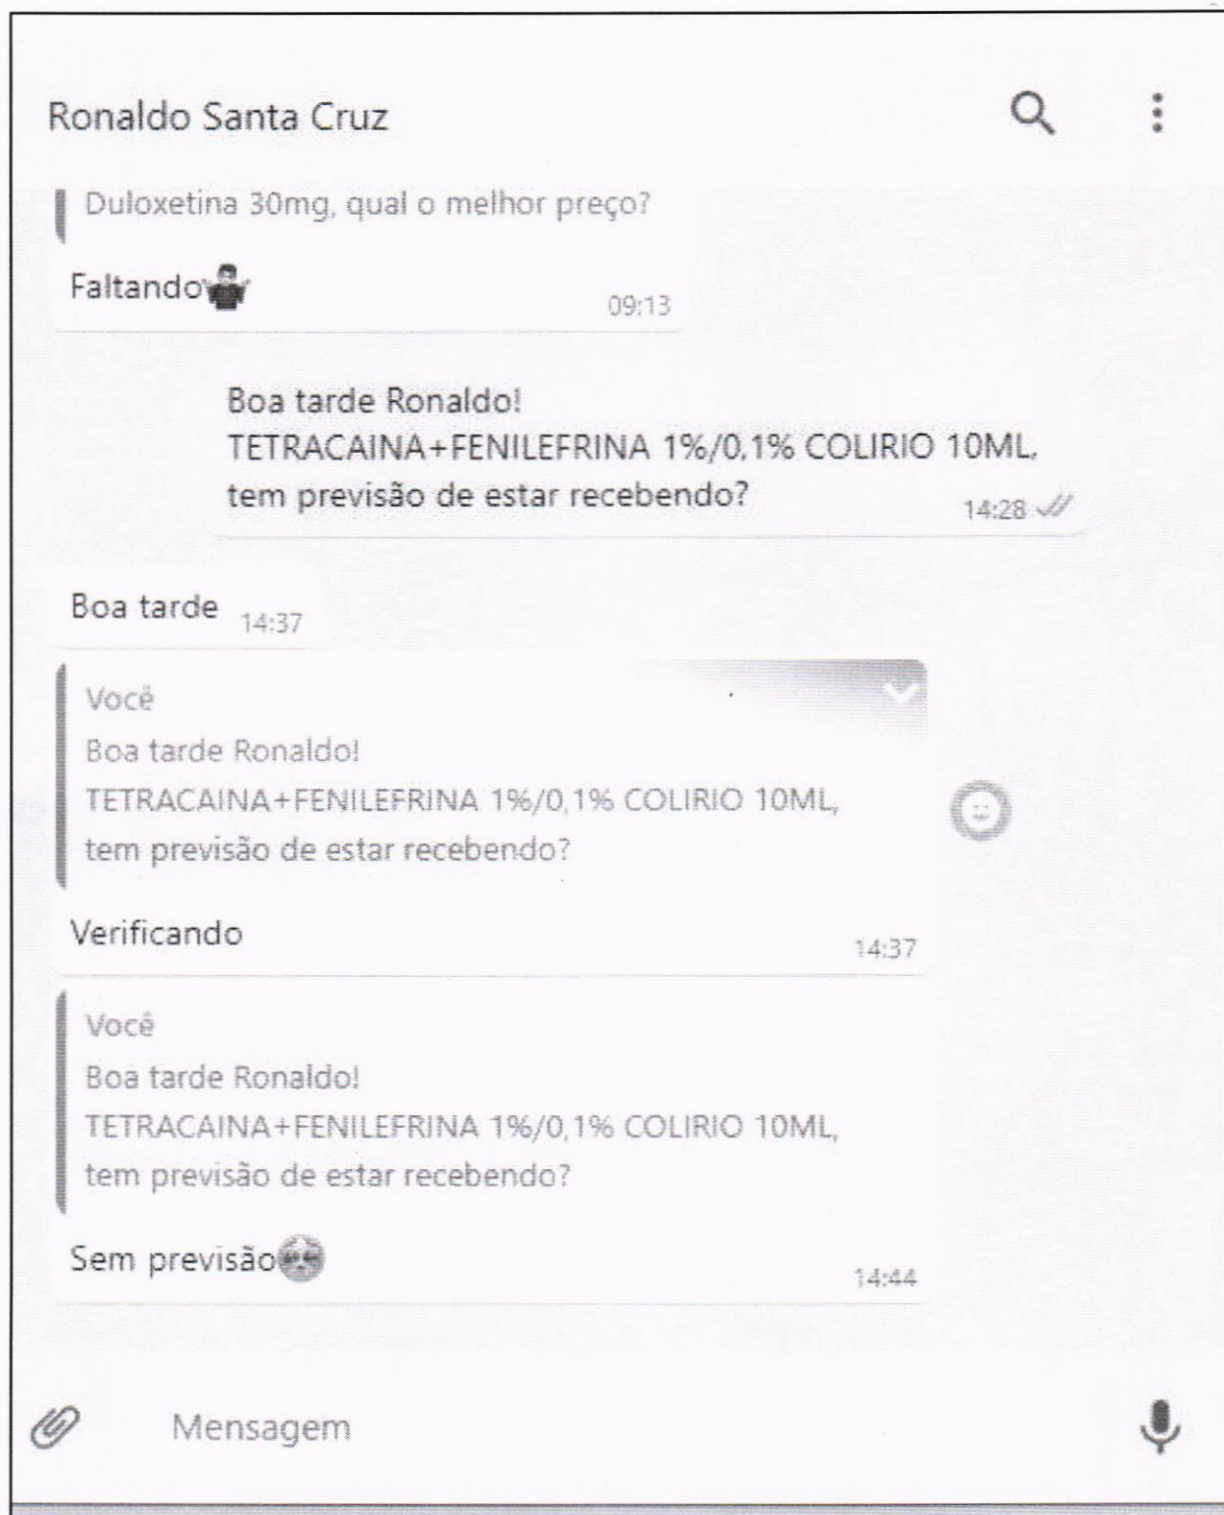 Ronaldo Santa Cruz
Duloxetina 30mg, qual o melhor preço?
Faltando🤷‍♂️
09:13
Boa tarde Ronaldo!
TETRACAINA+FENILEFRINA 1%/0,1% COLIRIO 10ML,
tem previsão de estar recebendo?
14:28
Boa tarde
14:37
Você
Boa tarde Ronaldo!
TETRACAINA+FENILEFRINA 1%/0,1% COLIRIO 10ML,
tem previsão de estar recebendo?
Verificando
14:37
Você
Boa tarde Ronaldo!
TETRACAINA+FENILEFRINA 1%/0,1% COLIRIO 10ML,
tem previsão de estar recebendo?
Sem previsão
14:44
Mensagem